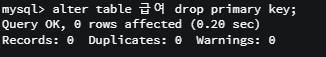 mysql> alter table 급여 drop primary key;
Query OK, 0 rows affected (0.20 sec)
Records: 0  Duplicates: 0  Warnings: 0